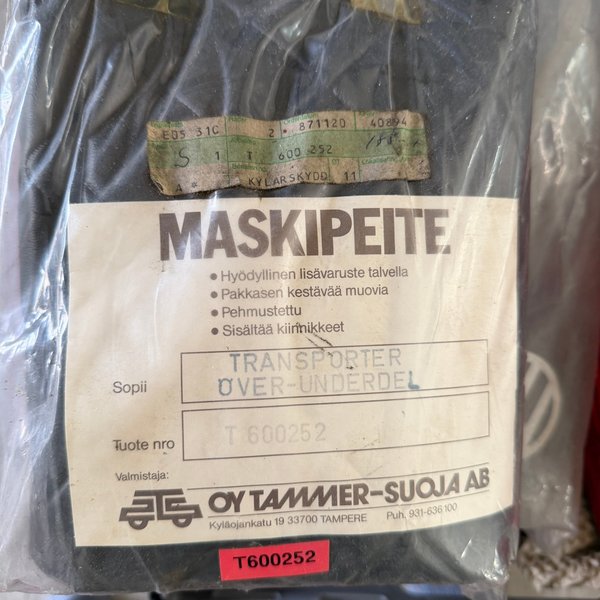 EGS 31C 2 * 871120 40894
S 1 T 600 252
A * KYLARSKYDD 11
MASKIPEITE
• Hyödyllinen lisävaruste talvella
• Pakkasen kestävää muovia
• Pehmustettu
• Sisältää kiinnikkeet
Sopii
TRANSPORTER
ÖVER-UNDERDEL
Tuote nro
T 600252
Valmistaja:
OY TAMMER-SUOJA AB
Kyläojankatu 19 33700 TAMPERE Puh. 931-636 100
T600252